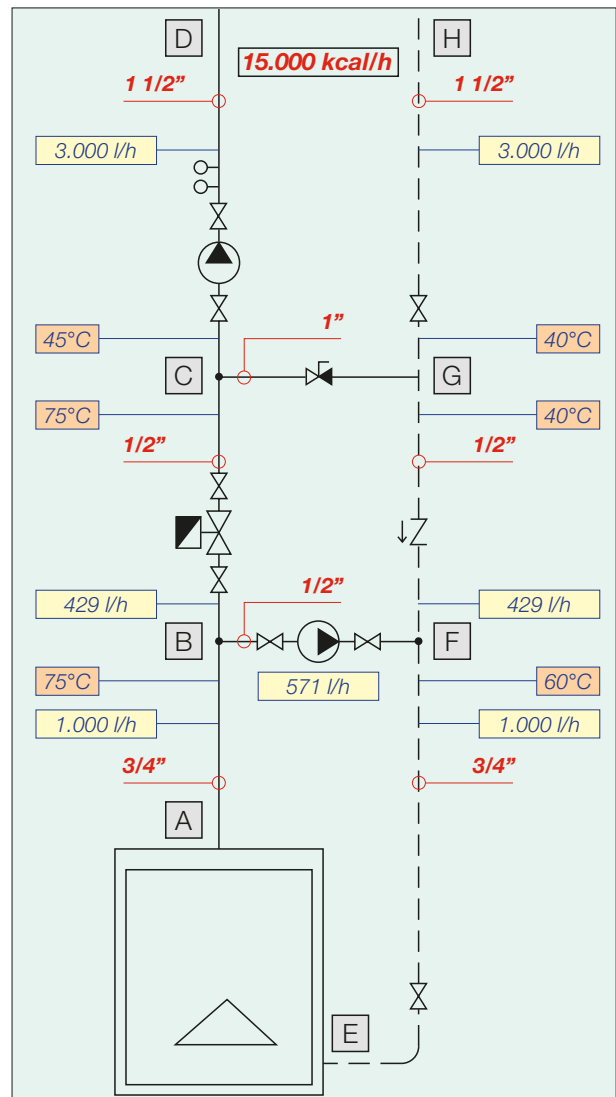 D
H
15.000 kcal/h
1 1/2”
1 1/2”
3.000 l/h
3.000 l/h
1”
45°C
40°C
C
G
75°C
40°C
1/2”
1/2”
1/2”
429 l/h
429 l/h
B
F
75°C
571 l/h
60°C
1.000 l/h
1.000 l/h
3/4”
3/4”
A
E